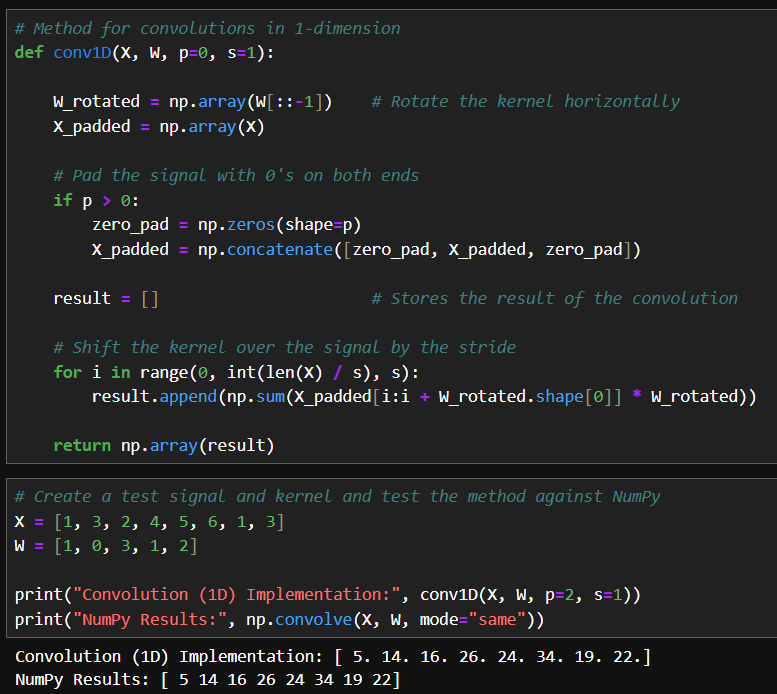 # Method for convolutions in 1-dimension
def conv1D(X, W, p=0, s=1):
    W_rotated = np.array(W[::-1])    # Rotate the kernel horizontally
    X_padded = np.array(X)
    # Pad the signal with 0's on both ends
    if p > 0:
        zero_pad = np.zeros(shape=p)
        X_padded = np.concatenate([zero_pad, X_padded, zero_pad])
    result = []                      # Stores the result of the convolution
    # Shift the kernel over the signal by the stride
    for i in range(0, int(len(X) / s), s):
        result.append(np.sum(X_padded[i:i + W_rotated.shape[0]] * W_rotated))
    return np.array(result)
# Create a test signal and kernel and test the method against NumPy
X = [1, 3, 2, 4, 5, 6, 1, 3]
W = [1, 0, 3, 1, 2]
print("Convolution (1D) Implementation:", conv1D(X, W, p=2, s=1))
print("NumPy Results:", np.convolve(X, W, mode="same"))
Convolution (1D) Implementation: [ 5. 14. 16. 26. 24. 34. 19. 22.]
NumPy Results: [ 5 14 16 26 24 34 19 22]